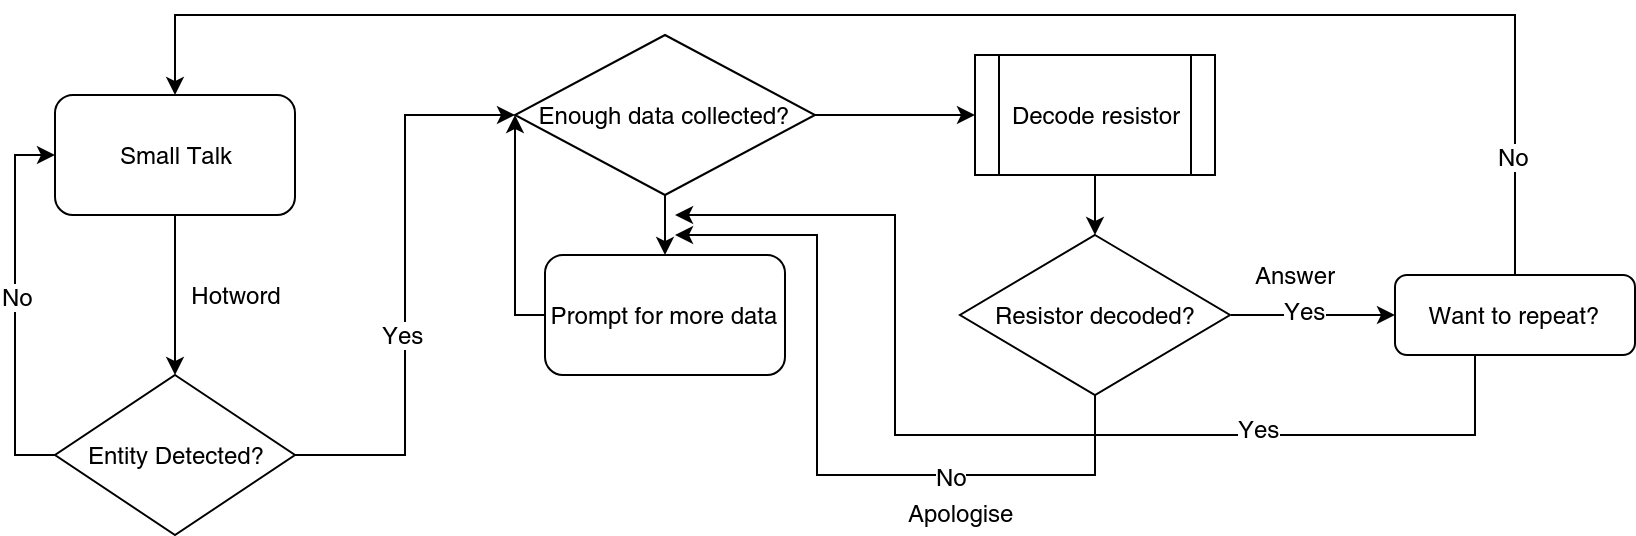 Small Talk
Enough data collected?
Decode resistor
No
No
Hotword
Yes
Prompt for more data
Resistor decoded?
Answer
Yes
Want to repeat?
Entity Detected?
Yes
No
Apologise